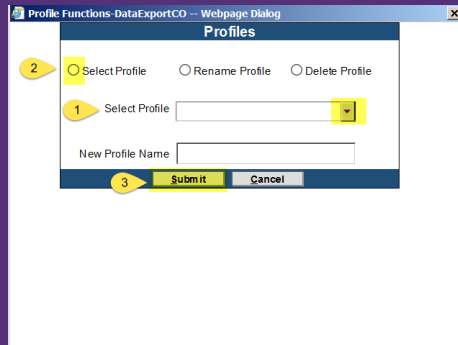 Profile Functions-DataExportCO -- Webpage Dialog
Profiles
2 Select Profile Rename Profile Delete Profile
1 Select Profile
New Profile Name
3 Submit Cancel